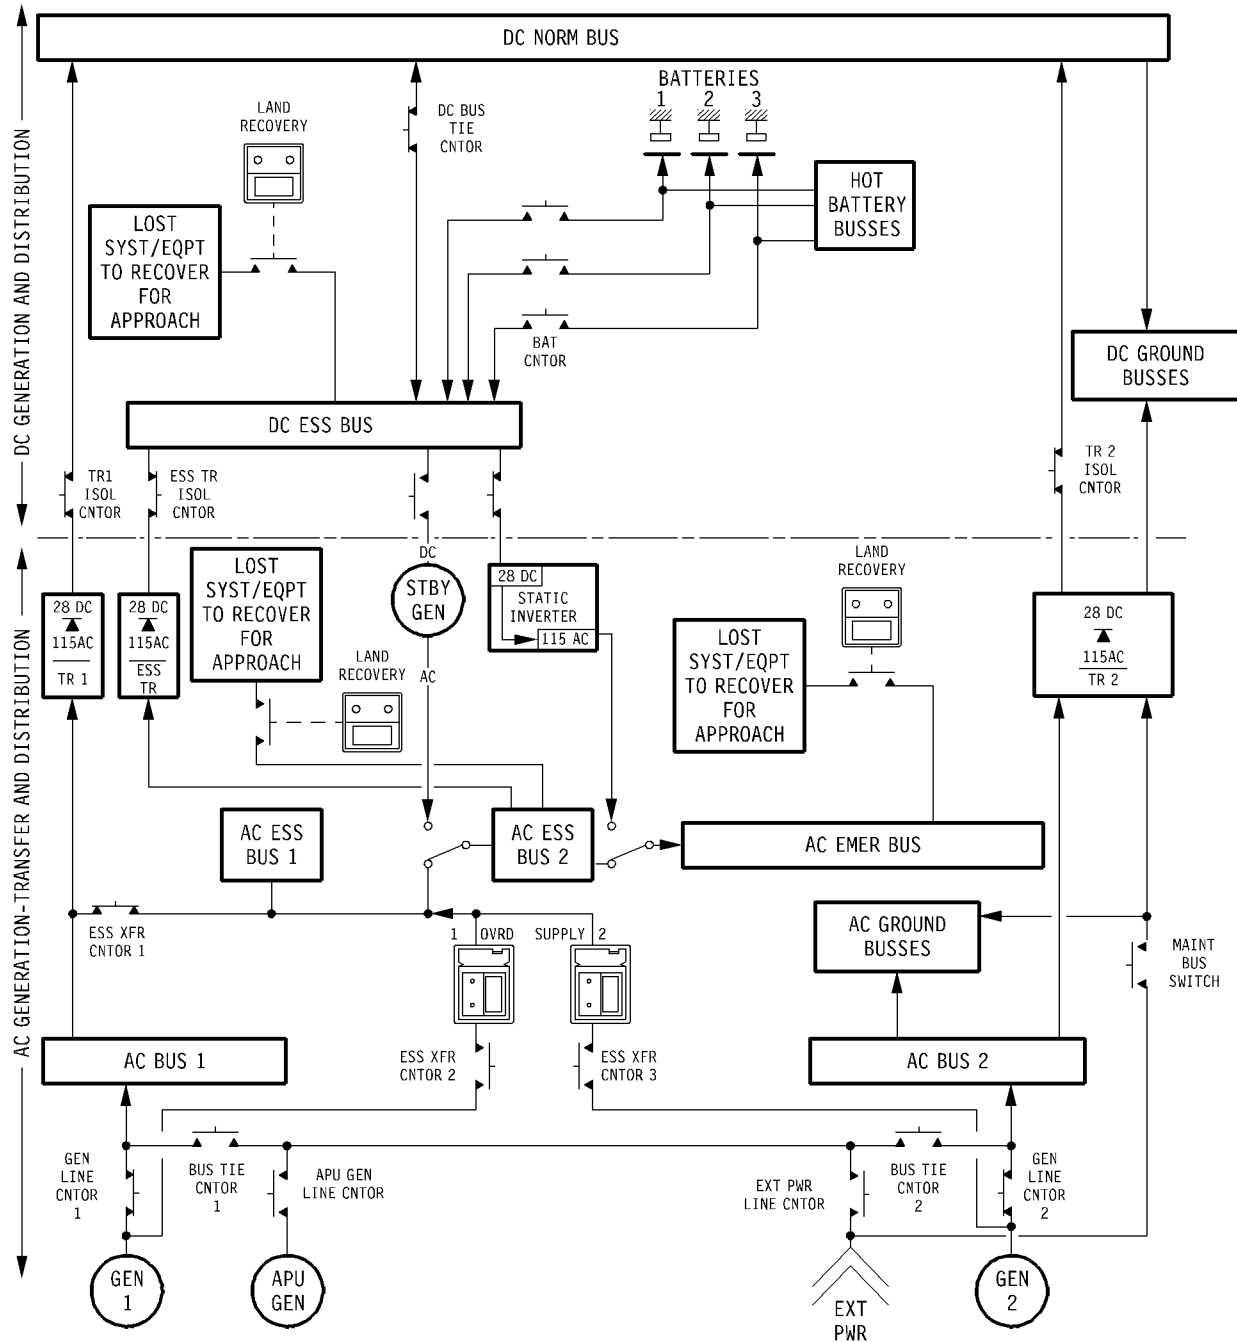 DC NORM BUS
BATTERIES
1 2 3
LAND
RECOVERY
DC BUS
TIE
CNTOR
HOT
BATTERY
BUSSES
LOST
SYST/EQPT
TO RECOVER
FOR
APPROACH
BAT
CNTOR
DC GROUND
BUSSES
DC GENERATION AND DISTRIBUTION
DC ESS BUS
TR1
ISOL
CNTOR
ESS TR
ISOL
CNTOR
TR 2
ISOL
CNTOR
DC
LOST
SYST/EQPT
TO RECOVER
FOR
APPROACH
STBY
GEN
28 DC
STATIC
INVERTER
115 AC
LAND
RECOVERY
28 DC
115AC
TR 1
28 DC
115AC
ESS
TR
28 DC
115AC
TR 2
LAND
RECOVERY
AC
LOST
SYST/EQPT
TO RECOVER
FOR
APPROACH
AC GENERATION-TRANSFER AND DISTRIBUTION
AC ESS
BUS 1
AC ESS
BUS 2
AC EMER BUS
ESS XFR
CNTOR 1
1 OVRD SUPPLY 2
AC GROUND
BUSSES
MAINT
BUS
SWITCH
AC BUS 1
ESS XFR
CNTOR 2
ESS XFR
CNTOR 3
AC BUS 2
GEN
LINE
CNTOR
1
BUS TIE
CNTOR
1
APU GEN
LINE CNTOR
EXT PWR
LINE CNTOR
BUS TIE
CNTOR
2
GEN
LINE
CNTOR
2
GEN
1
APU
GEN
EXT
PWR
GEN
2